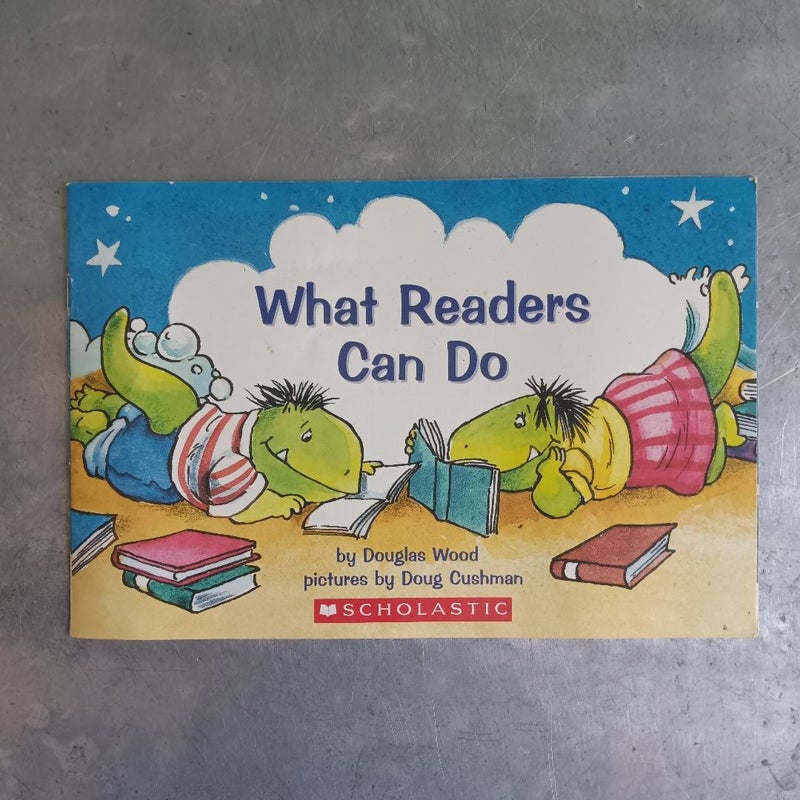 What Readers
Can Do
by Douglas Wood
pictures by Doug Cushman
SCHOLASTIC